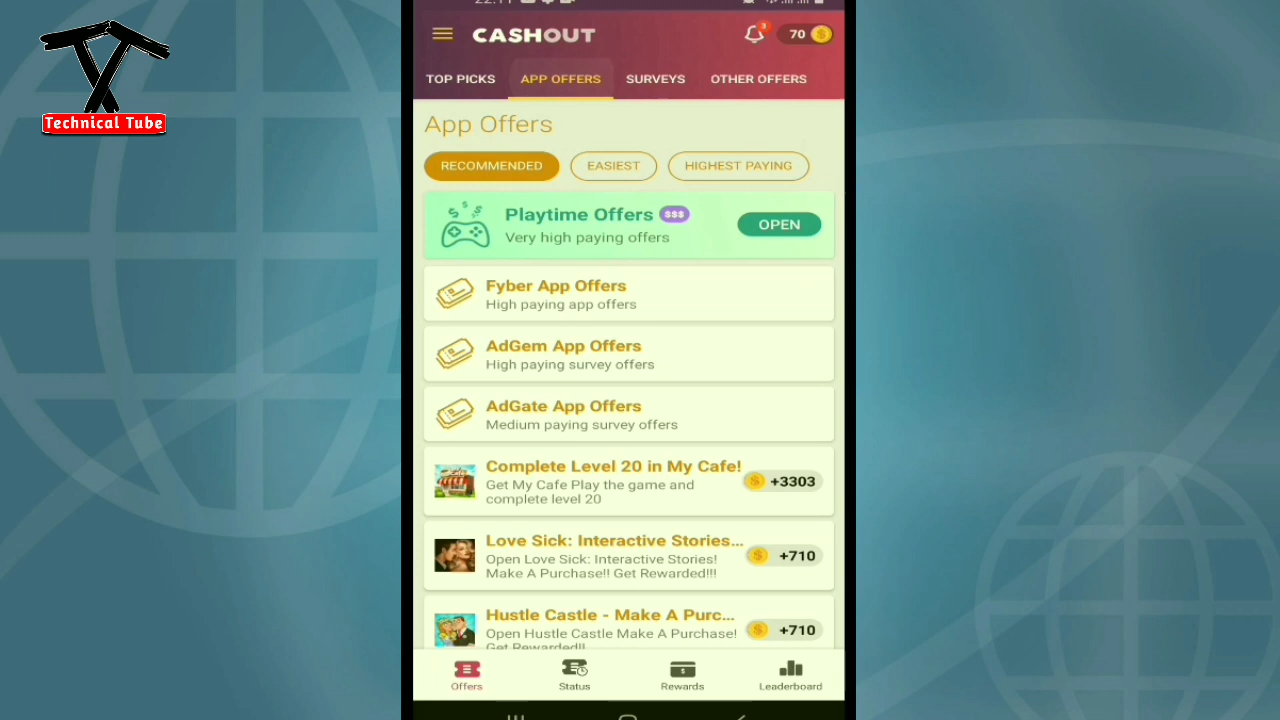 Technical Tube
CASHOUT
3
70
TOP PICKS
APP OFFERS
SURVEYS
OTHER OFFERS
App Offers
RECOMMENDED
EASIEST
HIGHEST PAYING
Playtime Offers $$$
Very high paying offers
OPEN
Fyber App Offers
High paying app offers
AdGem App Offers
High paying survey offers
AdGate App Offers
Medium paying survey offers
Complete Level 20 in My Cafe!
Get My Cafe Play the game and
complete level 20
+3303
Love Sick: Interactive Stories...
Open Love Sick: Interactive Stories!
Make A Purchase!! Get Rewarded!!!
+710
Hustle Castle - Make A Purc...
Open Hustle Castle Make A Purchase!
Get Rewarded!!
+710
Offers
Status
Rewards
Leaderboard